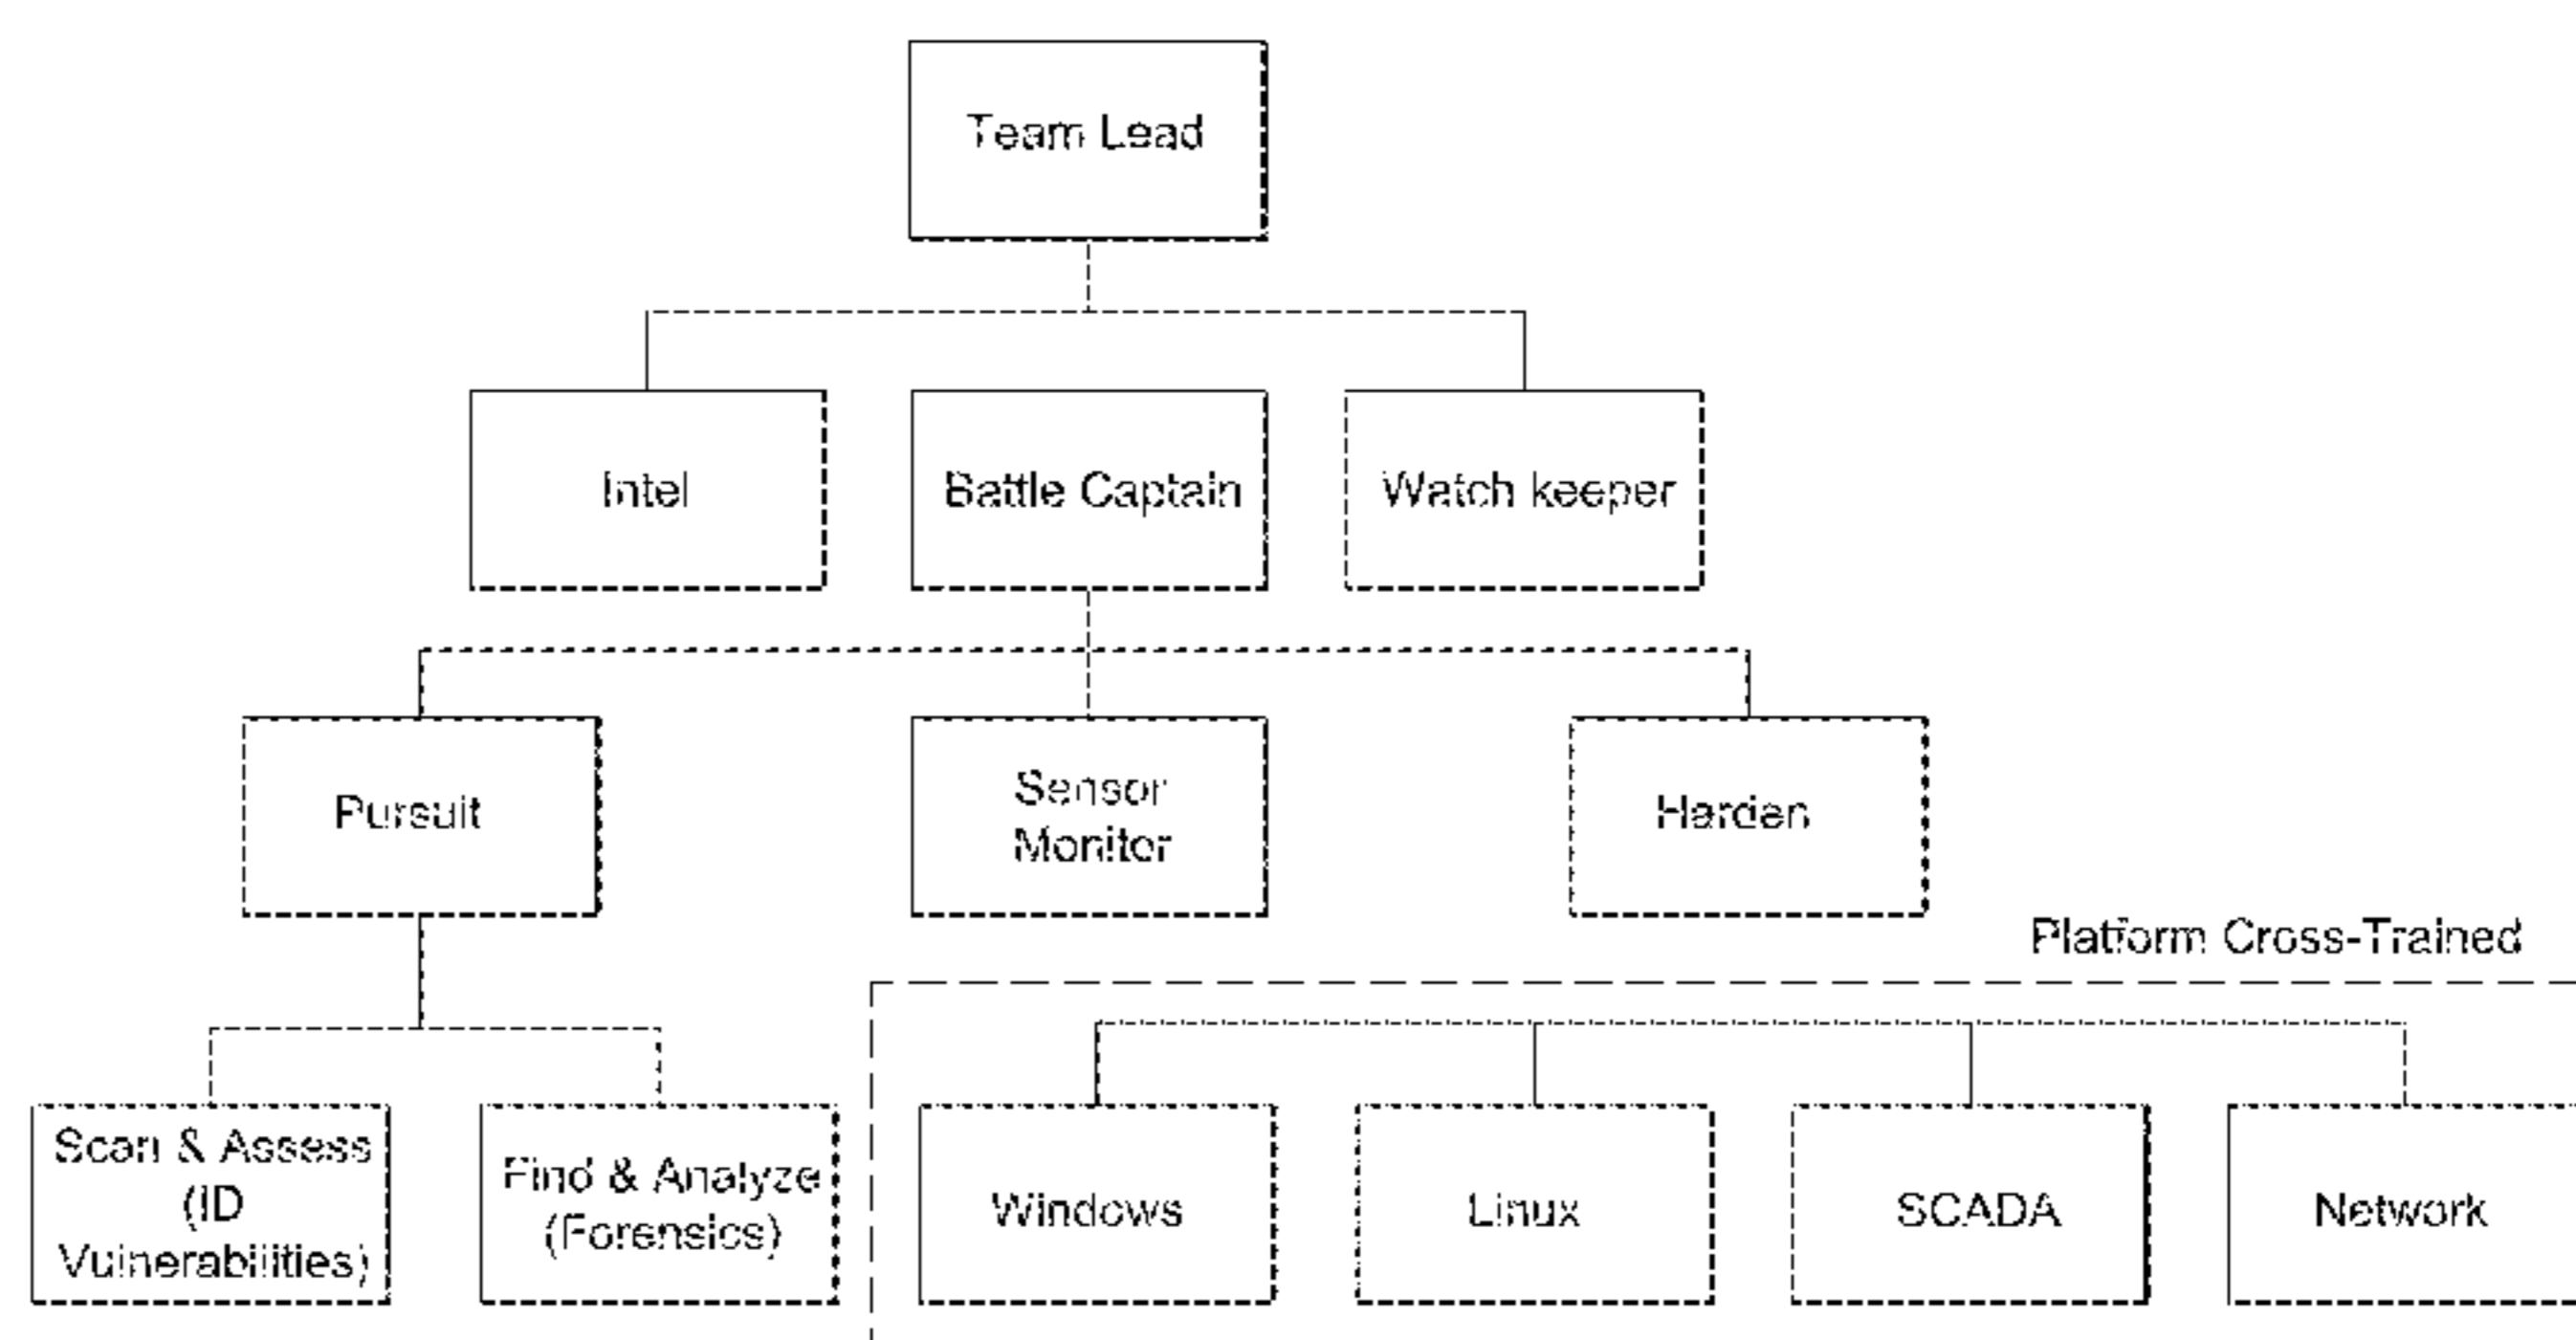 Team Lead
Intel
Battle Captain
Watch keeper
Pursuit
Sensor
Monitor
Harden
Platform Cross-Trained
Scan & Assess
(ID
Vulnerabilities)
Find & Analyze
(Forensics)
Windows
Linux
SCADA
Network